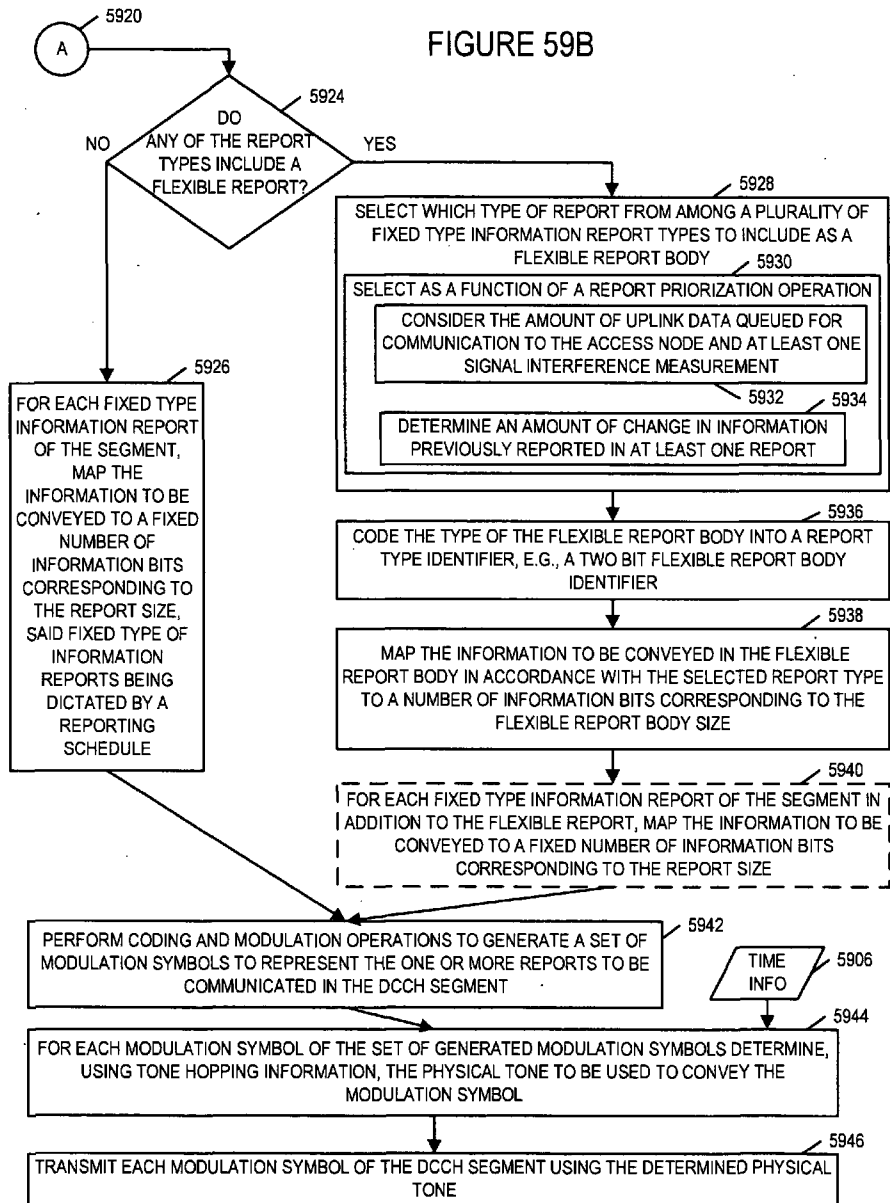 5920
A
FIGURE 59B
5924
DO
ANY OF THE REPORT
TYPES INCLUDE A
FLEXIBLE REPORT?
NO
YES
5928
SELECT WHICH TYPE OF REPORT FROM AMONG A PLURALITY OF
FIXED TYPE INFORMATION REPORT TYPES TO INCLUDE AS A
FLEXIBLE REPORT BODY
5930
SELECT AS A FUNCTION OF A REPORT PRIORIZATION OPERATION
CONSIDER THE AMOUNT OF UPLINK DATA QUEUED FOR
COMMUNICATION TO THE ACCESS NODE AND AT LEAST ONE
SIGNAL INTERFERENCE MEASUREMENT
5932
5934
DETERMINE AN AMOUNT OF CHANGE IN INFORMATION
PREVIOUSLY REPORTED IN AT LEAST ONE REPORT
5926
FOR EACH FIXED TYPE
INFORMATION REPORT
OF THE SEGMENT,
MAP THE
INFORMATION TO BE
CONVEYED TO A FIXED
NUMBER OF
INFORMATION BITS
CORRESPONDING TO
THE REPORT SIZE,
SAID FIXED TYPE OF
INFORMATION
REPORTS BEING
DICTATED BY A
REPORTING
SCHEDULE
5936
CODE THE TYPE OF THE FLEXIBLE REPORT BODY INTO A REPORT
TYPE IDENTIFIER, E.G., A TWO BIT FLEXIBLE REPORT BODY
IDENTIFIER
5938
MAP THE INFORMATION TO BE CONVEYED IN THE FLEXIBLE
REPORT BODY IN ACCORDANCE WITH THE SELECTED REPORT TYPE
TO A NUMBER OF INFORMATION BITS CORRESPONDING TO THE
FLEXIBLE REPORT BODY SIZE
5940
FOR EACH FIXED TYPE INFORMATION REPORT OF THE SEGMENT IN
ADDITION TO THE FLEXIBLE REPORT, MAP THE INFORMATION TO BE
CONVEYED TO A FIXED NUMBER OF INFORMATION BITS
CORRESPONDING TO THE REPORT SIZE
5942
PERFORM CODING AND MODULATION OPERATIONS TO GENERATE A SET OF
MODULATION SYMBOLS TO REPRESENT THE ONE OR MORE REPORTS TO BE
COMMUNICATED IN THE DCCH SEGMENT
TIME
INFO
5906
5944
FOR EACH MODULATION SYMBOL OF THE SET OF GENERATED MODULATION SYMBOLS DETERMINE,
USING TONE HOPPING INFORMATION, THE PHYSICAL TONE TO BE USED TO CONVEY THE
MODULATION SYMBOL
5946
TRANSMIT EACH MODULATION SYMBOL OF THE DCCH SEGMENT USING THE DETERMINED PHYSICAL
TONE